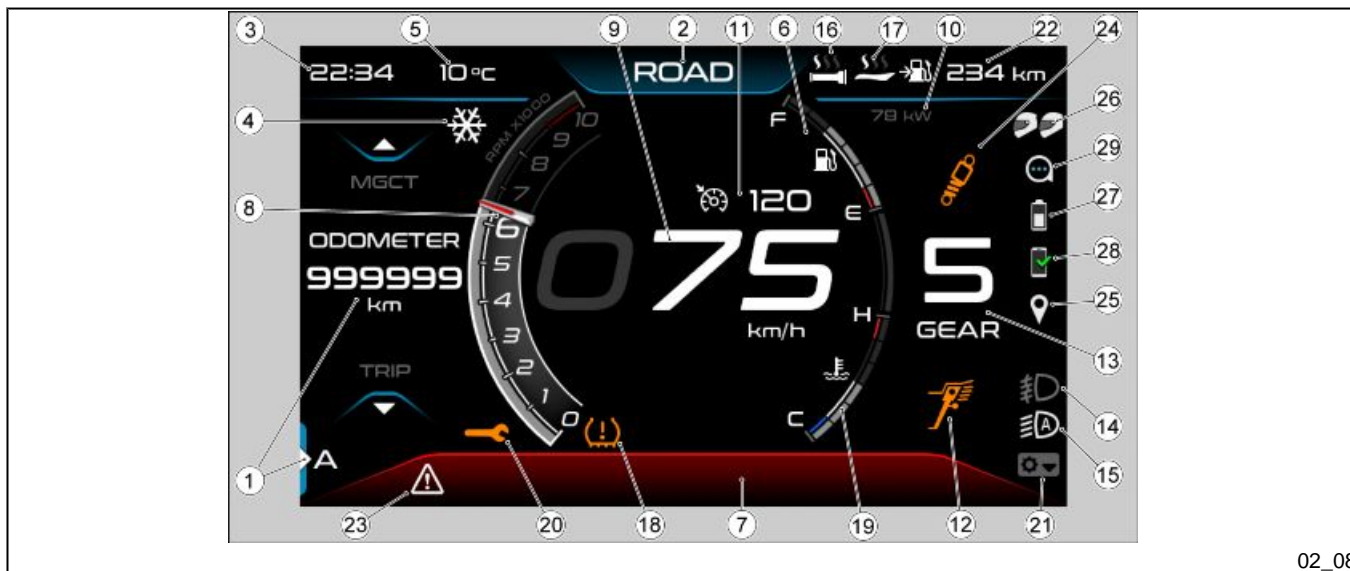 3 5 9 2 11 6 16 17 10 22 24
22:34 10°C ROAD 234 km
78 kW
4 26
RPM X1000 10 F
9
8
7
MGCT 29
120 E
8 6 27
ODOMETER
999999 5 075 5 28
km 4 25
km/h H GEAR
3 13
TRIP 2
1 14
0 C
A A 15
(!)
1
23 20 18 7 19 12 21
02_08